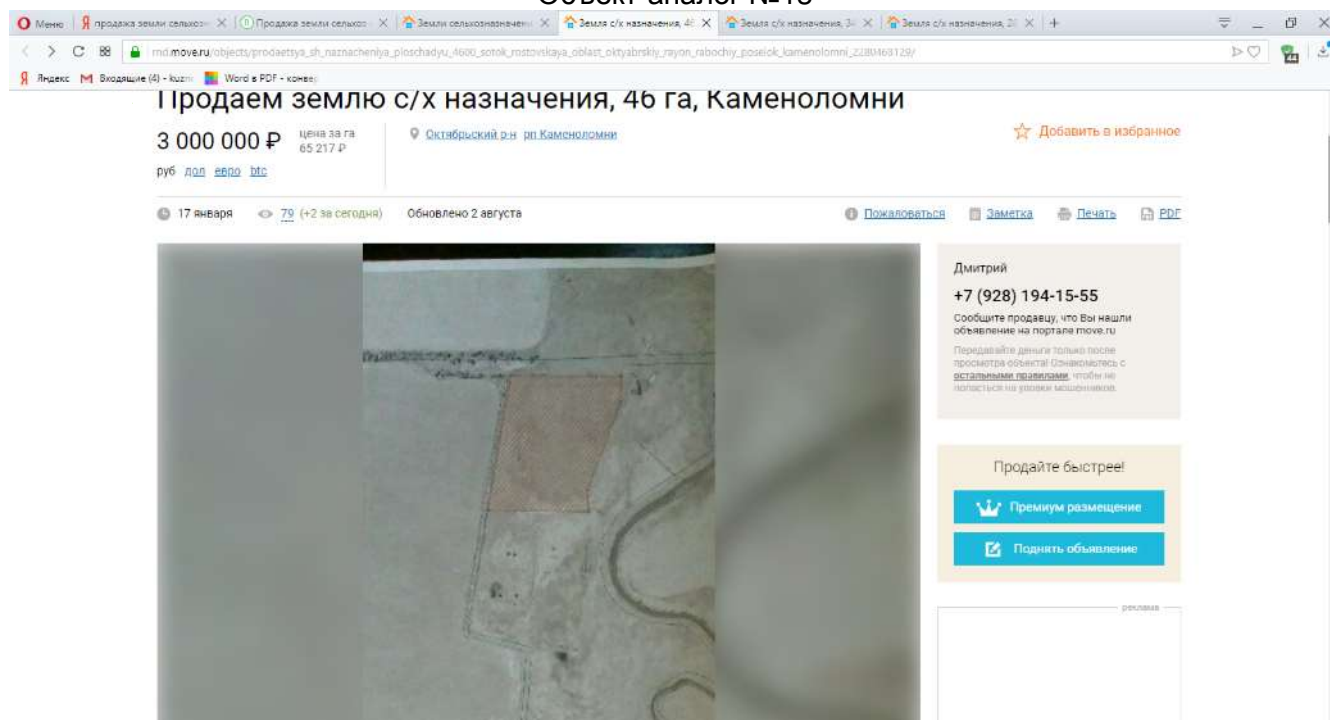 Объект аналог №18
Меню
продажа земли сельхозн
Продажа земли сельхоз
Земли сельхозназначени
Земля с/х назначения, 46
Земля с/х назначения, 3
Земля с/х назначения, 2
rnd.move.ru/objects/prodaetsya_sh_naznacheniya_ploschadyu_4600_sotok_rostovskaya_oblast_oktyabrskiy_rayon_rabochiy_poselok_kamenolomni_2280468129/
Яндекс
Входящие (4) - kuzn
Word в PDF - конве
Продаем землю с/х назначения, 46 га, Каменоломни
3 000 000 ₽
цена за га
65 217 ₽
Октябрьский р-н рп Каменоломни
Добавить в избранное
руб дол евро btc
17 января
79 (+2 за сегодня)
Обновлено 2 августа
Пожаловаться
Заметка
Печать
PDF
Дмитрий
+7 (928) 194-15-55
Сообщите продавцу, что Вы нашли
объявление на портале move.ru
Передавайте деньги только после
просмотра объекта! Ознакомьтесь с
остальными правилами, чтобы не
попасться на уловки мошенников.
Продайте быстрее!
Премиум размещение
Поднять объявление
реклама